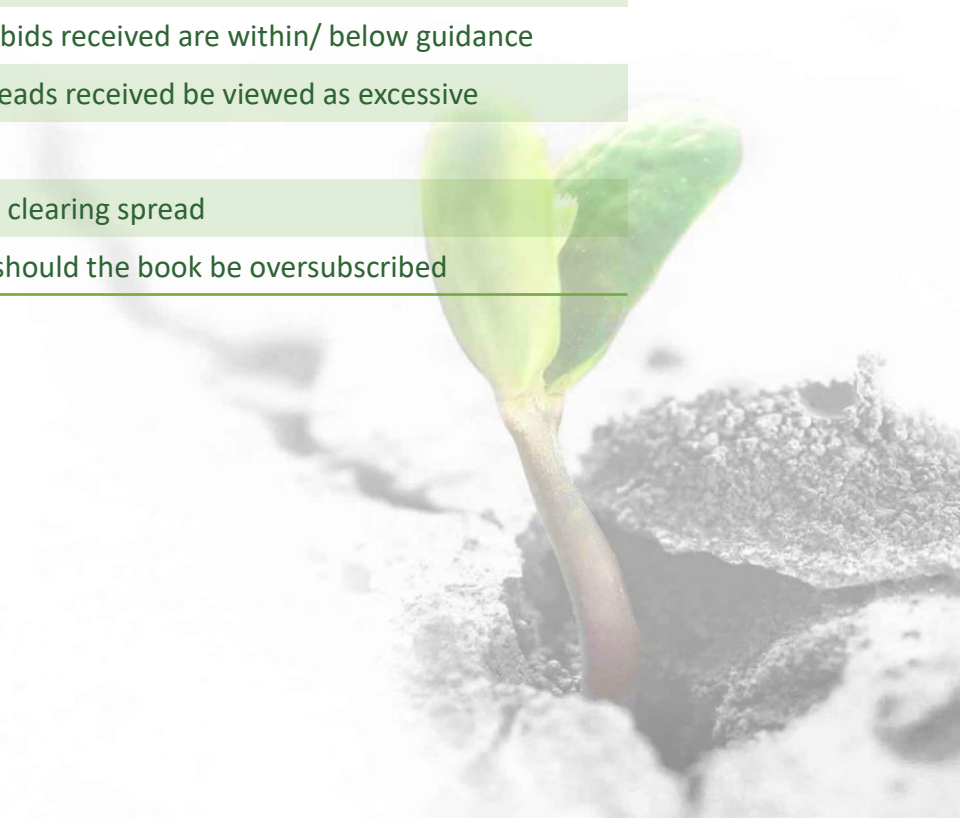 bids received are within/ below guidance
eads received be viewed as excessive
clearing spread
should the book be oversubscribed